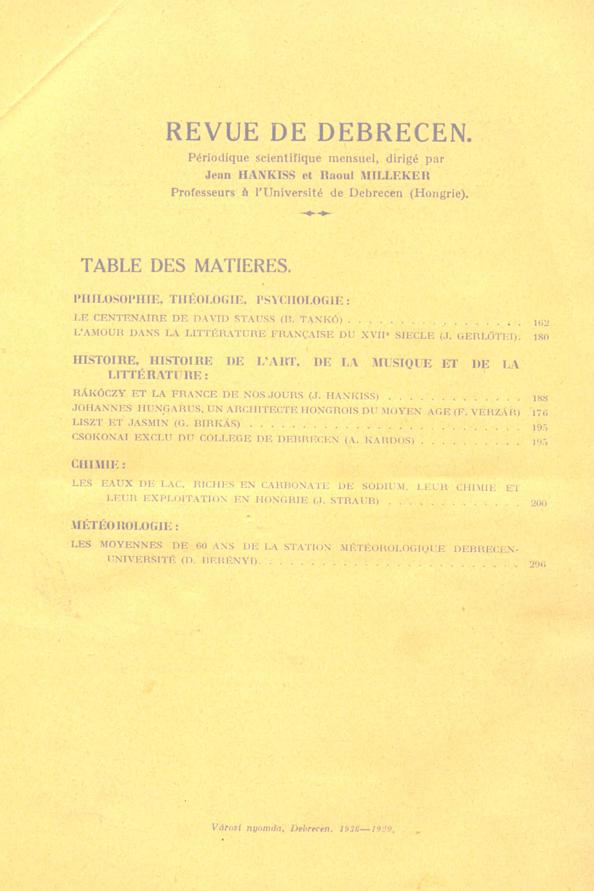 REVUE DE DEBRECEN.
Périodique scientifique mensuel, dirigé par
Jean HANKISS et Raoul MILLEKER
Professeurs à l'Université de Debrecen (Hongrie).
TABLE DES MATIERES.
PHILOSOPHIE, THÉOLOGIE, PSYCHOLOGIE:
LE CENTENAIRE DE DAVID STAUSS (B. TANKÓ) . . . . . . . . . . . . . . . . . 162
L'AMOUR DANS LA LITTÉRATURE FRANÇAISE DU XVIIe SIECLE (J. GERLŐTEI). 180
HISTOIRE, HISTOIRE DE L'ART, DE LA MUSIQUE ET DE LA
LITTÉRATURE:
RÁKÓCZY ET LA FRANCE DE NOS JOURS (J. HANKISS) . . . . . . . . . . . . . 188
JOHANNES HUNGARUS, UN ARCHITECTE HONGROIS DU MOYEN AGE (F. VERZÁR) 176
LISZT ET JASMIN (G. BIRKÁS) . . . . . . . . . . . . . . . . . . . . . . . . . . 195
CSOKONAI EXCLU DU COLLEGE DE DEBRECEN (A. KARDOS) . . . . . . . . . . 195
CHIMIE:
LES EAUX DE LAC, RICHES EN CARBONATE DE SODIUM, LEUR CHIMIE ET
LEUR EXPLOITATION EN HONGRIE (J. STRAUB) . . . . . . . . . . . . . 200
MÉTÉOROLOGIE:
LES MOYENNES DE 60 ANS DE LA STATION MÉTÉOROLOGIQUE DEBRECEN-
UNIVERSITÉ (D. BERÉNYI). . . . . . . . . . . . . . . . . . . . . . . . . 296
Városi nyomda, Debrecen. 1928—1929.